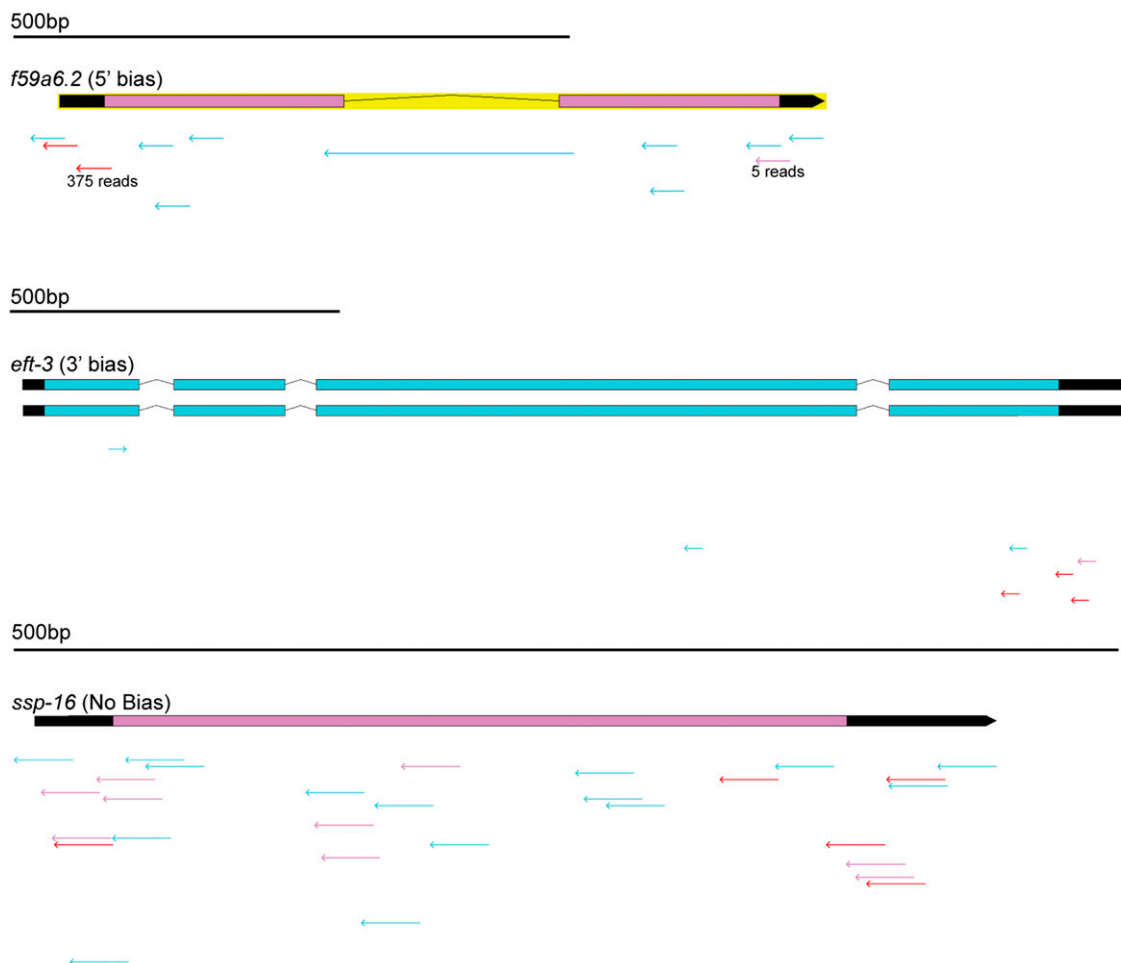 500bp
f59a6.2 (5' bias)
375 reads
5 reads
500bp
eft-3 (3' bias)
500bp
ssp-16 (No Bias)